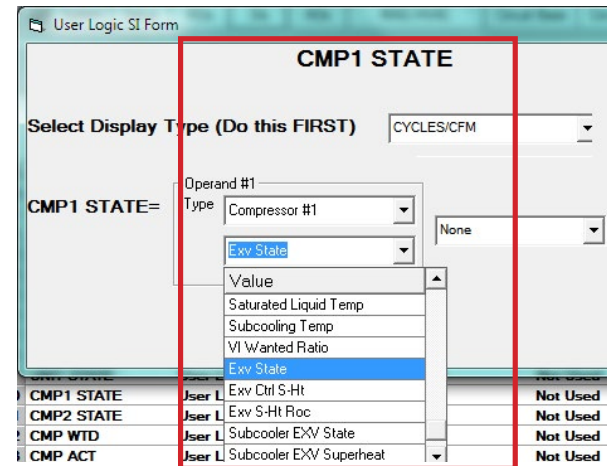 User Logic SI Form
CMP1 STATE
Select Display Type (Do this FIRST)
CYCLES/CFM
Operand #1
CMP1 STATE=
Type
Compressor #1
None
Exv State
Value
Saturated Liquid Temp
Subcooling Temp
VI Wanted Ratio
Exv State
Exv Ctrl S-Ht
CMP1 STATE User L Not Used
Exv S-Ht Roc
CMP2 STATE User L Not Used
Subcooler EXV State
CMP WTD User L Not Used
Subcooler EXV Superheat
CMP ACT User L Not Used